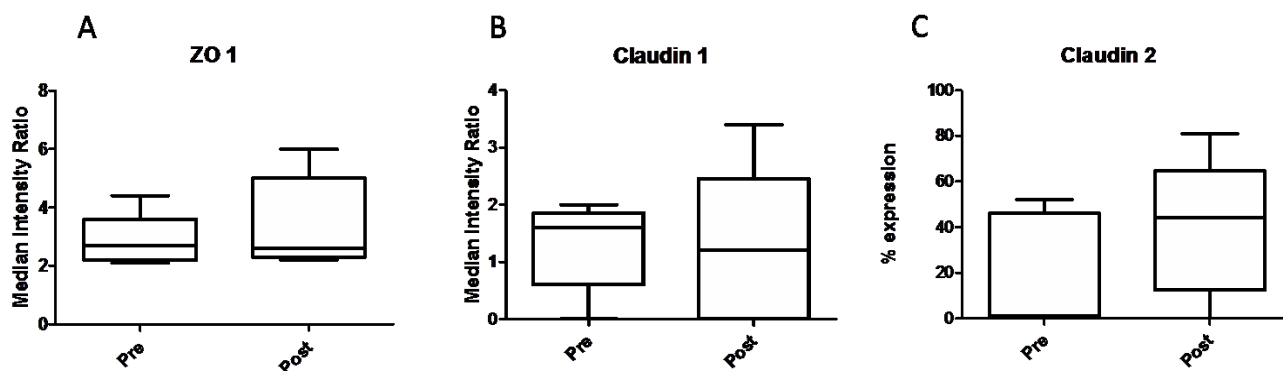 A
ZO 1
Median Intensity Ratio
8
6
4
2
0
Pre
Post
B
Claudin 1
Median Intensity Ratio
4
3
2
1
0
Pre
Post
C
Claudin 2
% expression
100
80
60
40
20
0
Pre
Post